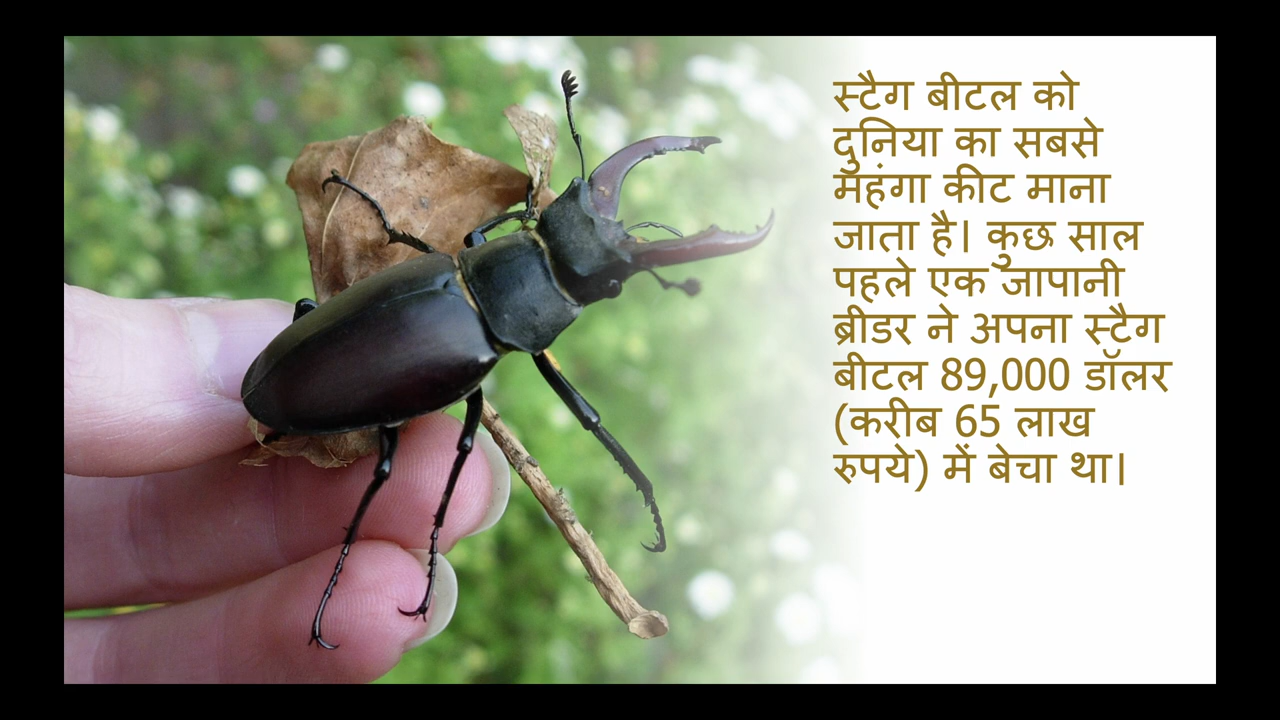 स्टैग बीटल को
दुनिया का सबसे
महंगा कीट माना
जाता है। कुछ साल
पहले एक जापानी
ब्रीडर ने अपना स्टैग
बीटल 89,000 डॉलर
(करीब 65 लाख
रुपये) में बेचा था।